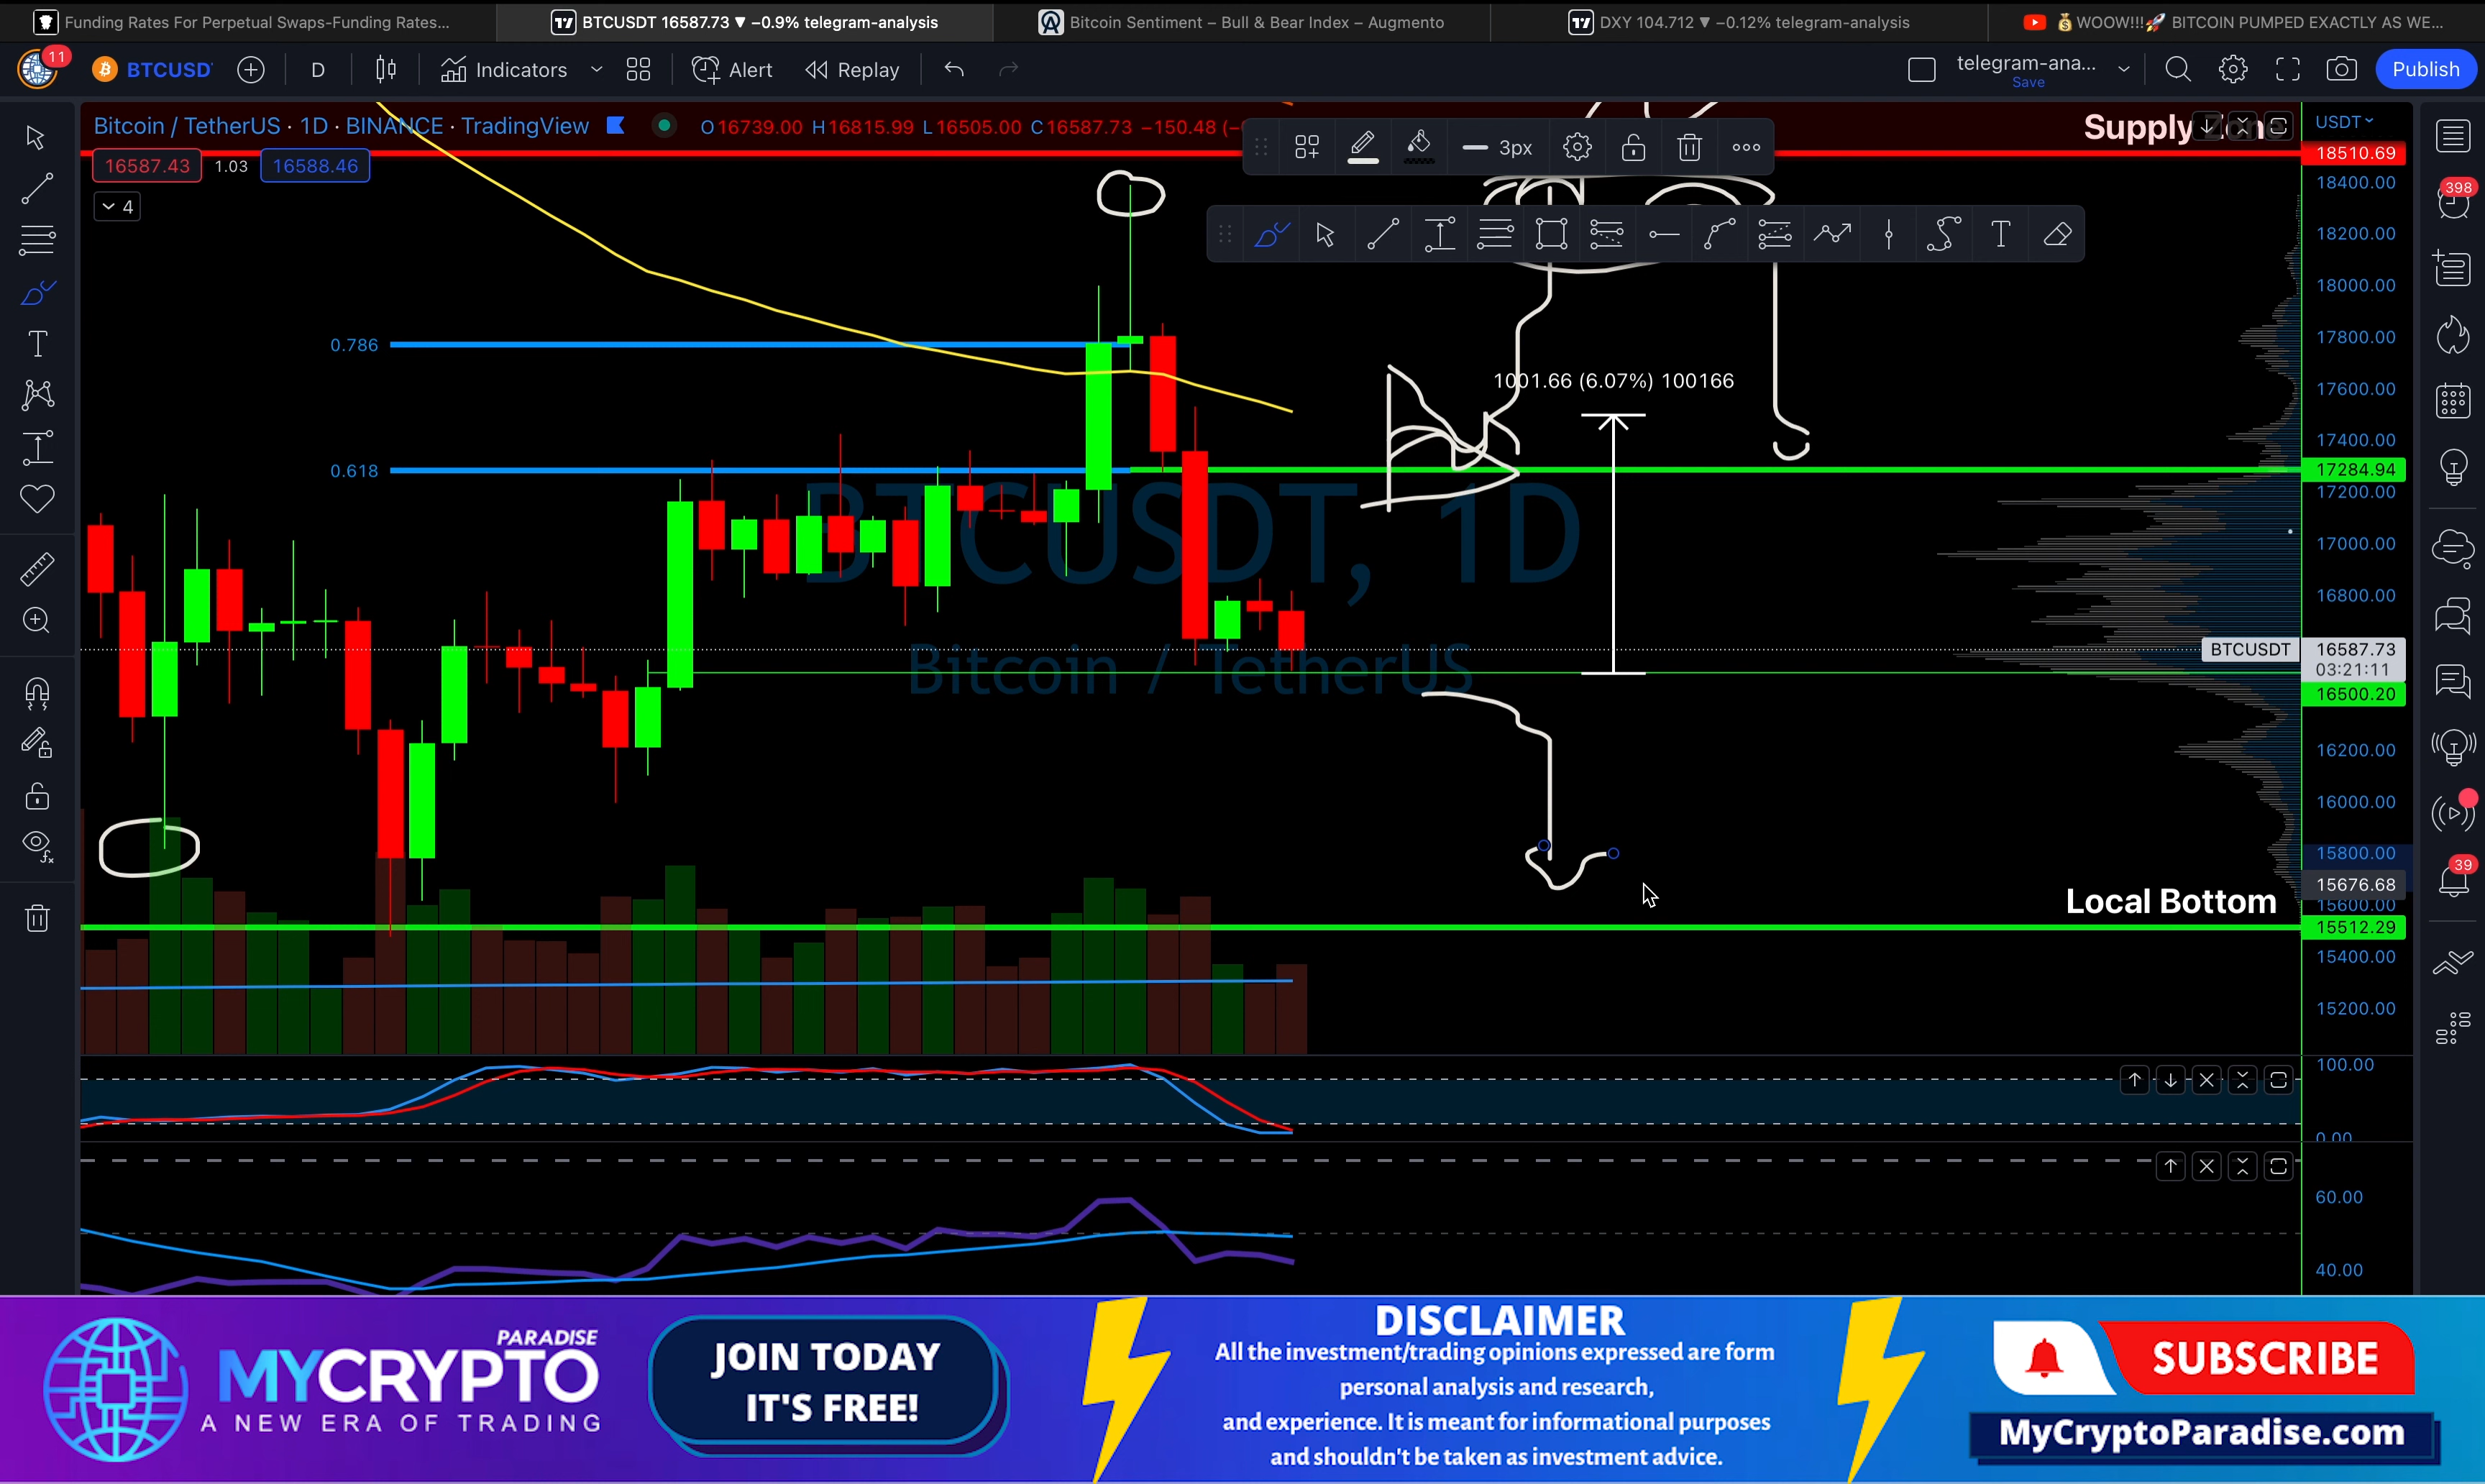 Funding Rates For Perpetual Swaps-Funding Rates...
BTCUSDT 16587.73 ▼ −0.9% telegram-analysis
Bitcoin Sentiment – Bull & Bear Index – Augmento
DXY 104.712 ▼ −0.12% telegram-analysis
💰WOOW!!!🚀 BITCOIN PUMPED EXACTLY AS WE...
11
BTCUSD
D
Indicators
Alert
Replay
telegram-ana...
Save
Publish
Bitcoin / TetherUS · 1D · BINANCE · TradingView
O16739.00 H16815.99 L16505.00 C16587.73 −150.48
16587.43
1.03
16588.46
4
3px
Supply
USDT
18510.69
18400.00
18200.00
18000.00
17800.00
17600.00
17400.00
17284.94
17200.00
17000.00
16800.00
BTCUSDT
16587.73
03:21:11
16500.20
16200.00
16000.00
15800.00
15676.68
15600.00
15512.29
15400.00
15200.00
0.786
0.618
1001.66 (6.07%) 100166
BTCUSDT, 1D
Bitcoin / TetherUS
Local Bottom
100.00
0.00
60.00
40.00
398
39
PARADISE
MYCRYPTO
A NEW ERA OF TRADING
JOIN TODAY
IT'S FREE!
DISCLAIMER
All the investment/trading opinions expressed are form
personal analysis and research,
and experience. It is meant for informational purposes
and shouldn't be taken as investment advice.
SUBSCRIBE
MyCryptoParadise.com